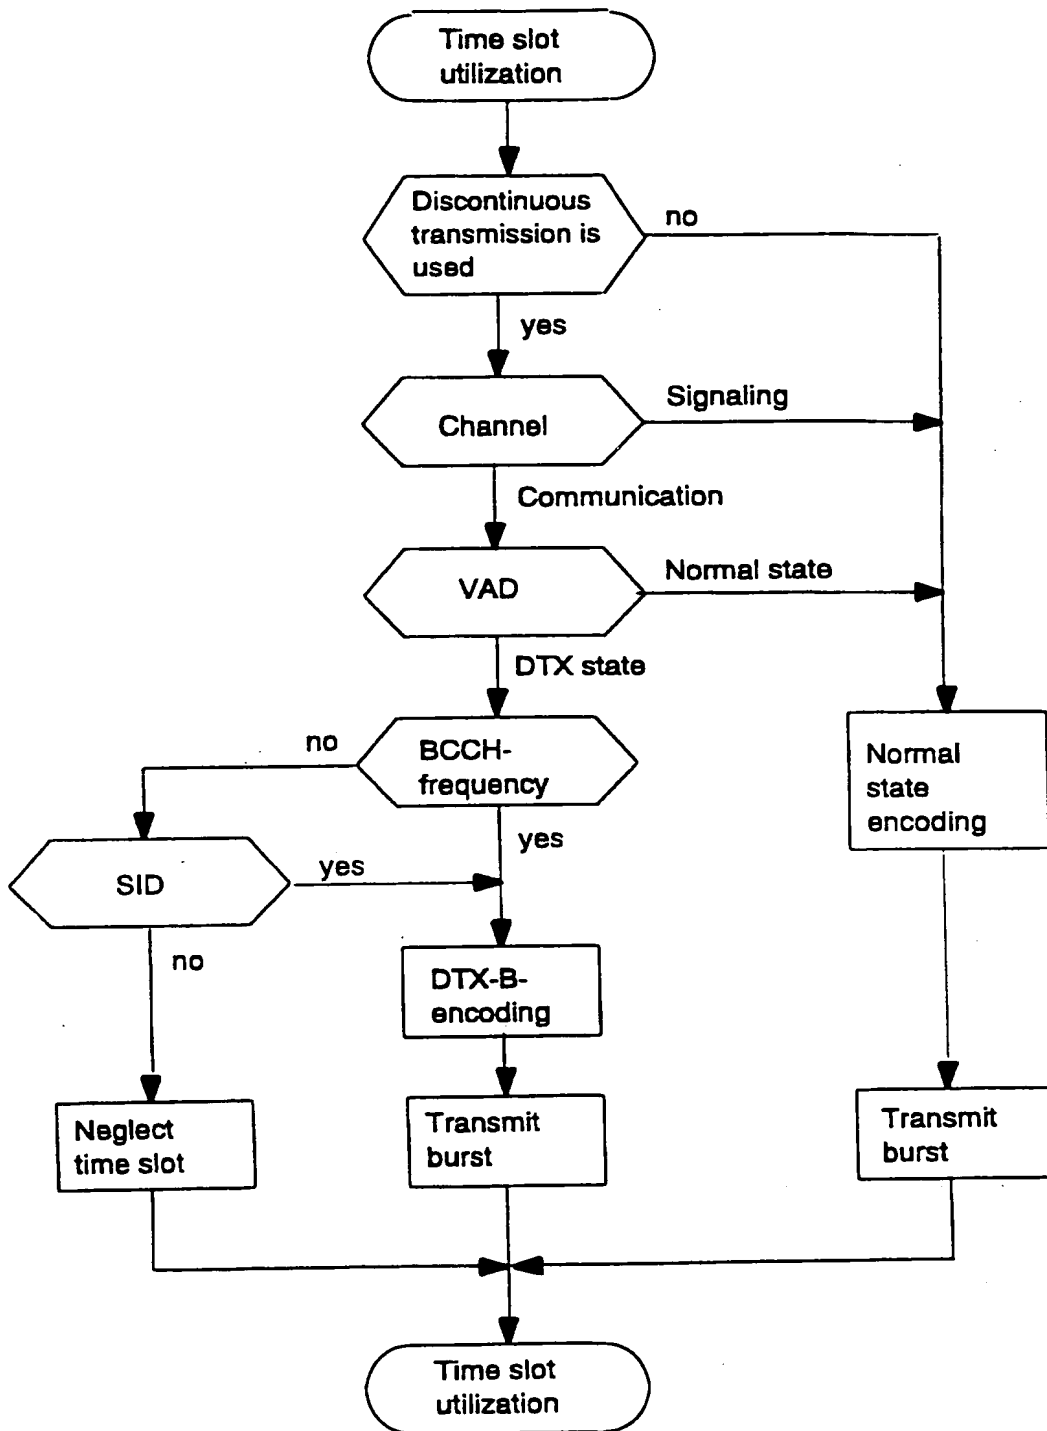 Time slot
utilization
Discontinuous
transmission is
used
no
yes
Channel
Signaling
Communication
VAD
Normal state
DTX state
no
BCCH-
frequency
Normal
state
encoding
yes
SID
yes
no
DTX-B-
encoding
Neglect
time slot
Transmit
burst
Transmit
burst
Time slot
utilization